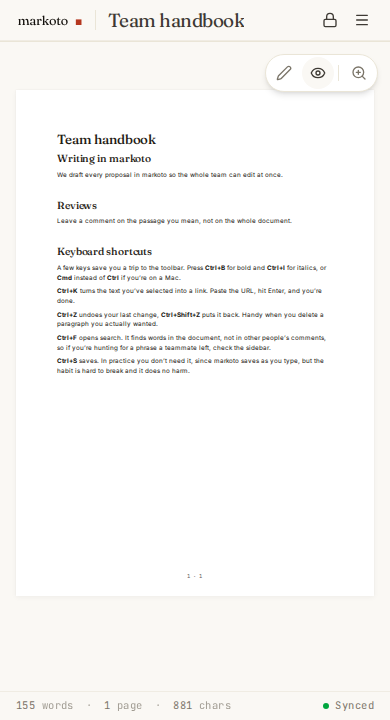 markoto Team handbook
Team handbook
Writing in markoto
We draft every proposal in markoto so the whole team can edit at once.
Reviews
Leave a comment on the passage you mean, not on the whole document.
Keyboard shortcuts
A few keys save you a trip to the toolbar. Press Ctrl+B for bold and Ctrl+I for italics, or
Cmd instead of Ctrl if you're on a Mac.
Ctrl+K turns the text you've selected into a link. Paste the URL, hit Enter, and you're
done.
Ctrl+Z undoes your last change, Ctrl+Shift+Z puts it back. Handy when you delete a
paragraph you actually wanted.
Ctrl+F opens search. It finds words in the document, not in other people's comments,
so if you're hunting for a phrase a teammate left, check the sidebar.
Ctrl+S saves. In practice you don't need it, since markoto saves as you type, but the
habit is hard to break and it does no harm.
1 - 1
155 words · 1 page · 881 chars Synced